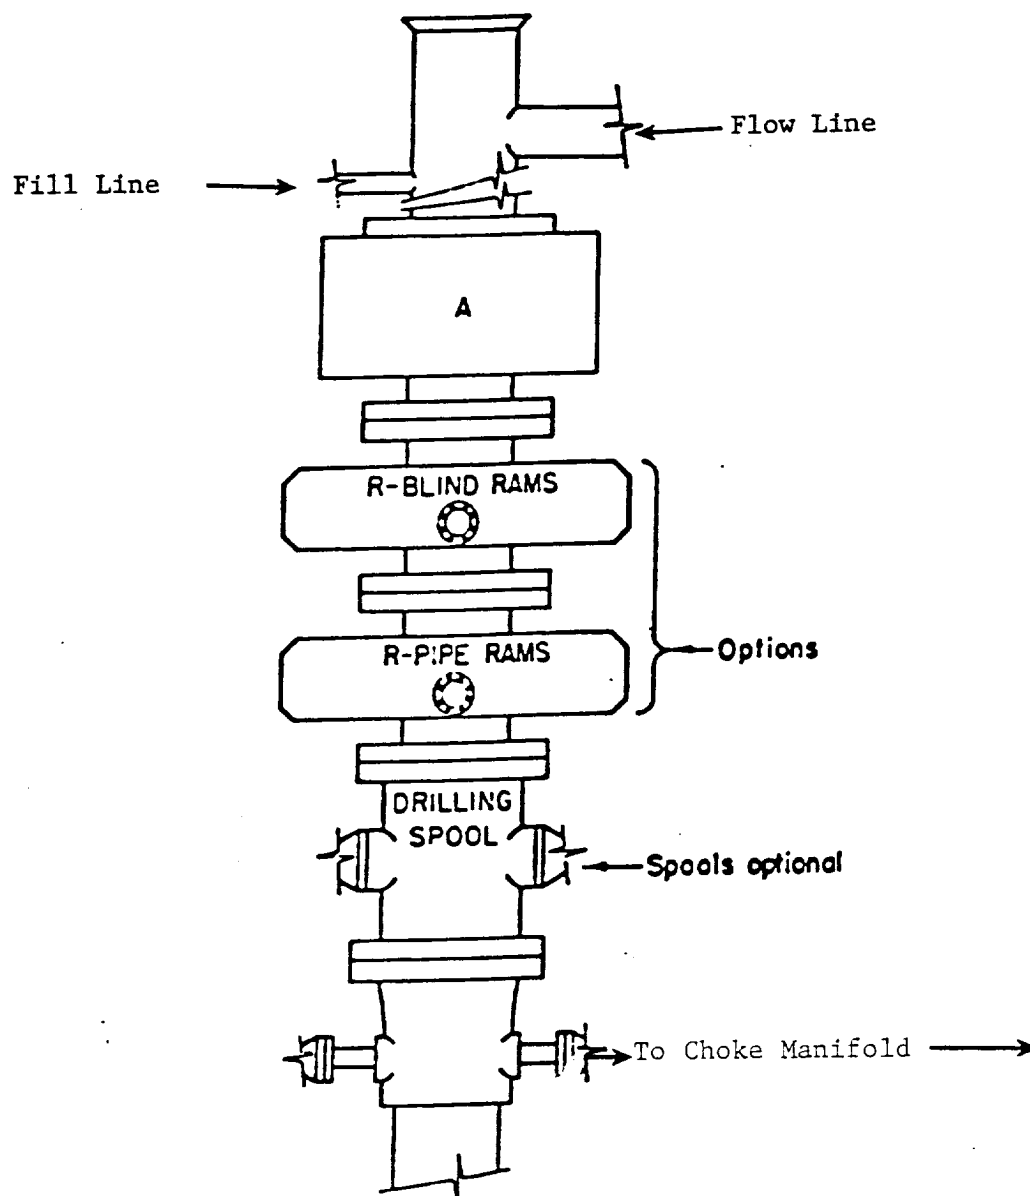 Flow Line
Fill Line
A
R-BLIND RAMS
R-PIPE RAMS
Options
DRILLING
SPOOL
Spools optional
To Choke Manifold